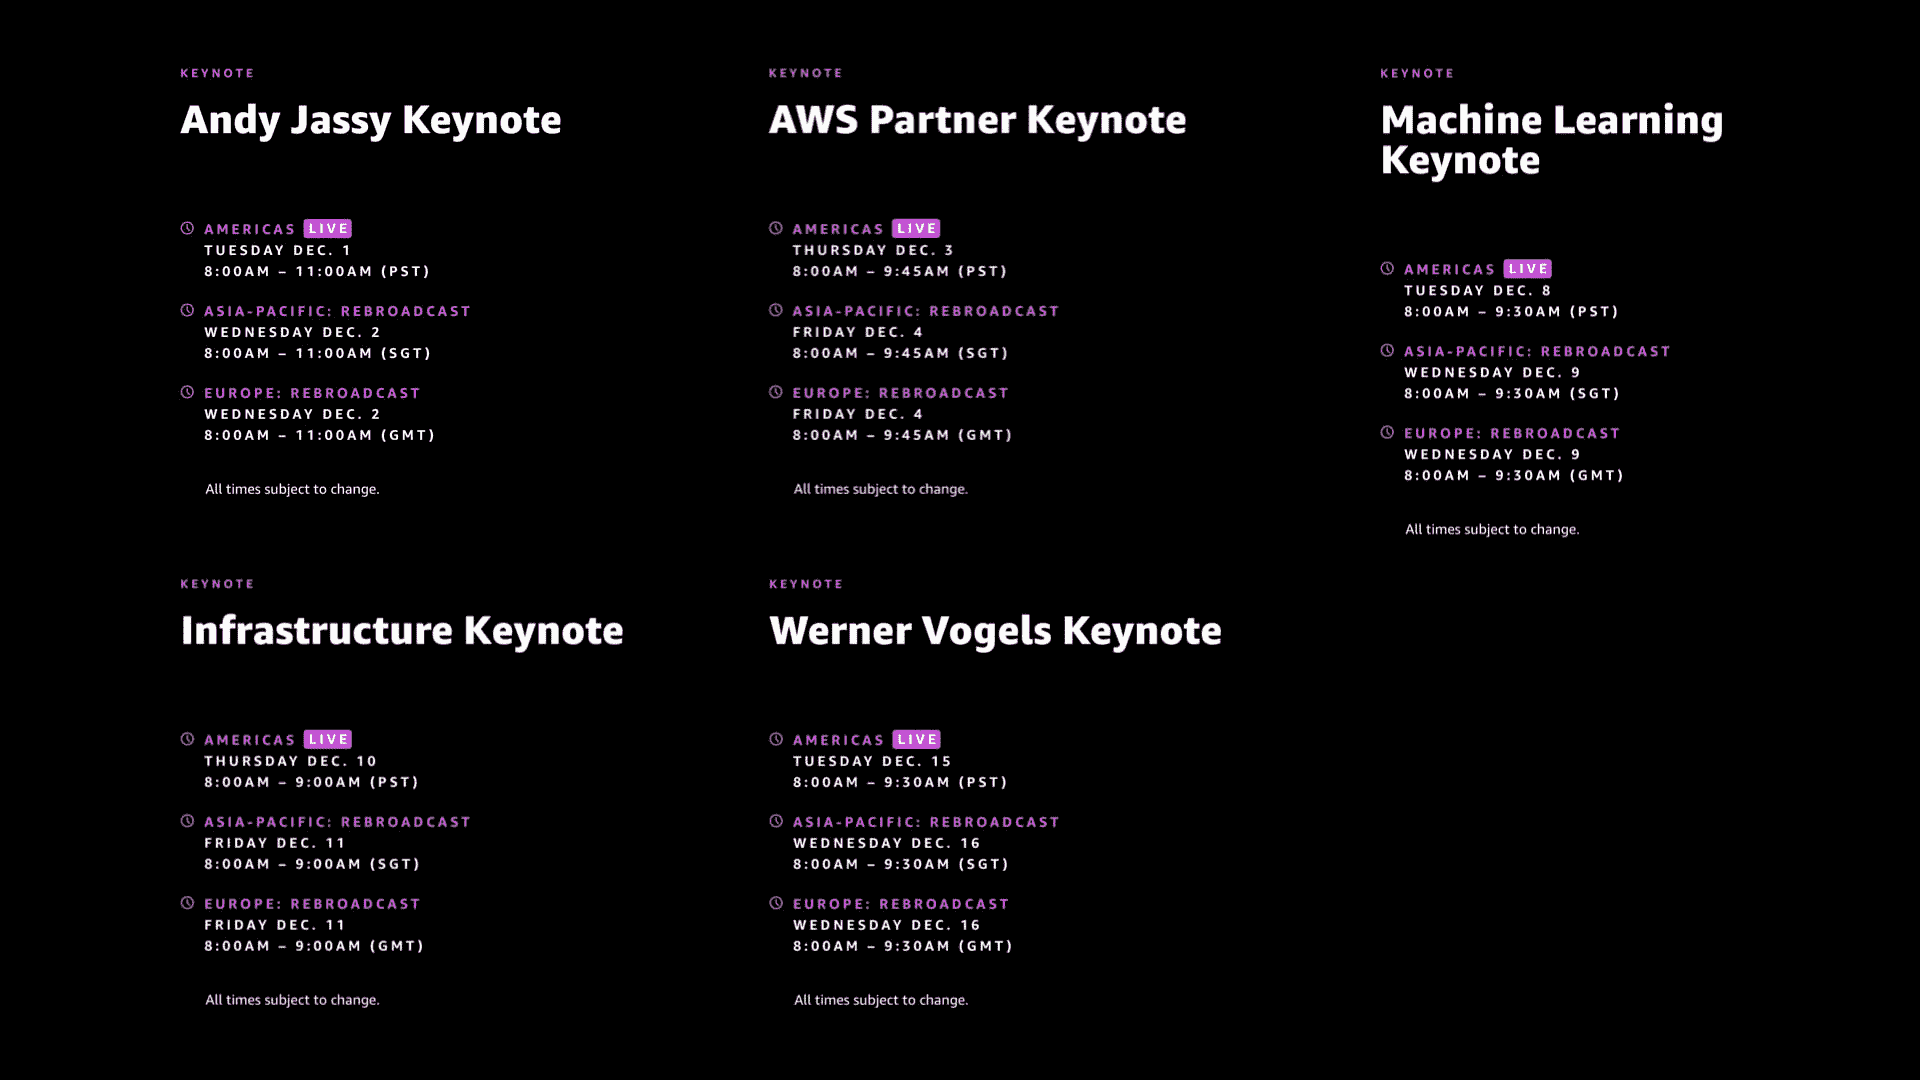 KEYNOTE
Andy Jassy Keynote
AMERICAS LIVE
TUESDAY DEC. 1
8:00AM – 11:00AM (PST)
ASIA-PACIFIC: REBROADCAST
WEDNESDAY DEC. 2
8:00AM – 11:00AM (SGT)
EUROPE: REBROADCAST
WEDNESDAY DEC. 2
8:00AM – 11:00AM (GMT)
All times subject to change.
KEYNOTE
AWS Partner Keynote
AMERICAS LIVE
THURSDAY DEC. 3
8:00AM – 9:45AM (PST)
ASIA-PACIFIC: REBROADCAST
FRIDAY DEC. 4
8:00AM – 9:45AM (SGT)
EUROPE: REBROADCAST
FRIDAY DEC. 4
8:00AM – 9:45AM (GMT)
All times subject to change.
KEYNOTE
Machine Learning
Keynote
AMERICAS LIVE
TUESDAY DEC. 8
8:00AM – 9:30AM (PST)
ASIA-PACIFIC: REBROADCAST
WEDNESDAY DEC. 9
8:00AM – 9:30AM (SGT)
EUROPE: REBROADCAST
WEDNESDAY DEC. 9
8:00AM – 9:30AM (GMT)
All times subject to change.
KEYNOTE
Infrastructure Keynote
AMERICAS LIVE
THURSDAY DEC. 10
8:00AM – 9:00AM (PST)
ASIA-PACIFIC: REBROADCAST
FRIDAY DEC. 11
8:00AM – 9:00AM (SGT)
EUROPE: REBROADCAST
FRIDAY DEC. 11
8:00AM – 9:00AM (GMT)
All times subject to change.
KEYNOTE
Werner Vogels Keynote
AMERICAS LIVE
TUESDAY DEC. 15
8:00AM – 9:30AM (PST)
ASIA-PACIFIC: REBROADCAST
WEDNESDAY DEC. 16
8:00AM – 9:30AM (SGT)
EUROPE: REBROADCAST
WEDNESDAY DEC. 16
8:00AM – 9:30AM (GMT)
All times subject to change.